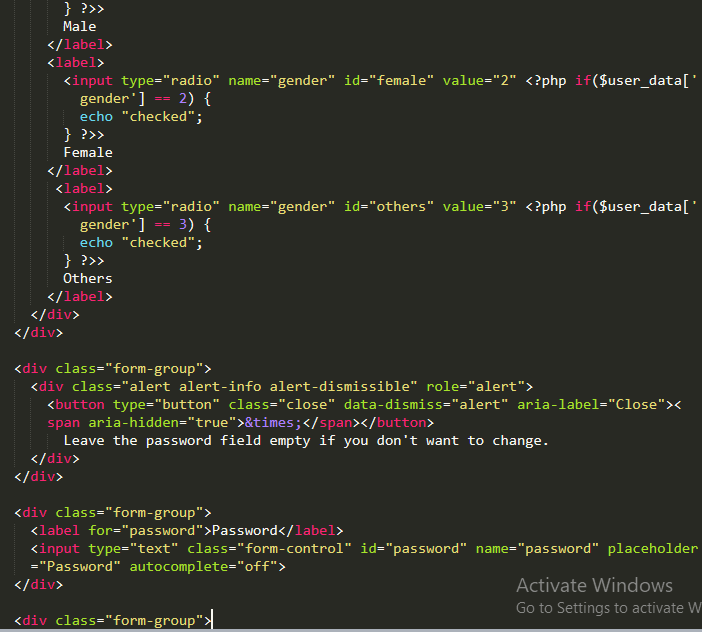 } ?>>
Male
</label>
<label>
<input type="radio" name="gender" id="female" value="2" <?php if($user_data['
gender'] == 2) {
echo "checked";
} ?>>
Female
</label>
<label>
<input type="radio" name="gender" id="others" value="3" <?php if($user_data['
gender'] == 3) {
echo "checked";
} ?>>
Others
</label>
</div>
</div>
<div class="form-group">
<div class="alert alert-info alert-dismissible" role="alert">
<button type="button" class="close" data-dismiss="alert" aria-label="Close"><
span aria-hidden="true">&times;</span></button>
Leave the password field empty if you don't want to change.
</div>
</div>
<div class="form-group">
<label for="password">Password</label>
<input type="text" class="form-control" id="password" name="password" placeholder
="Password" autocomplete="off">
</div>
<div class="form-group">
Activate Windows
Go to Settings to activate W